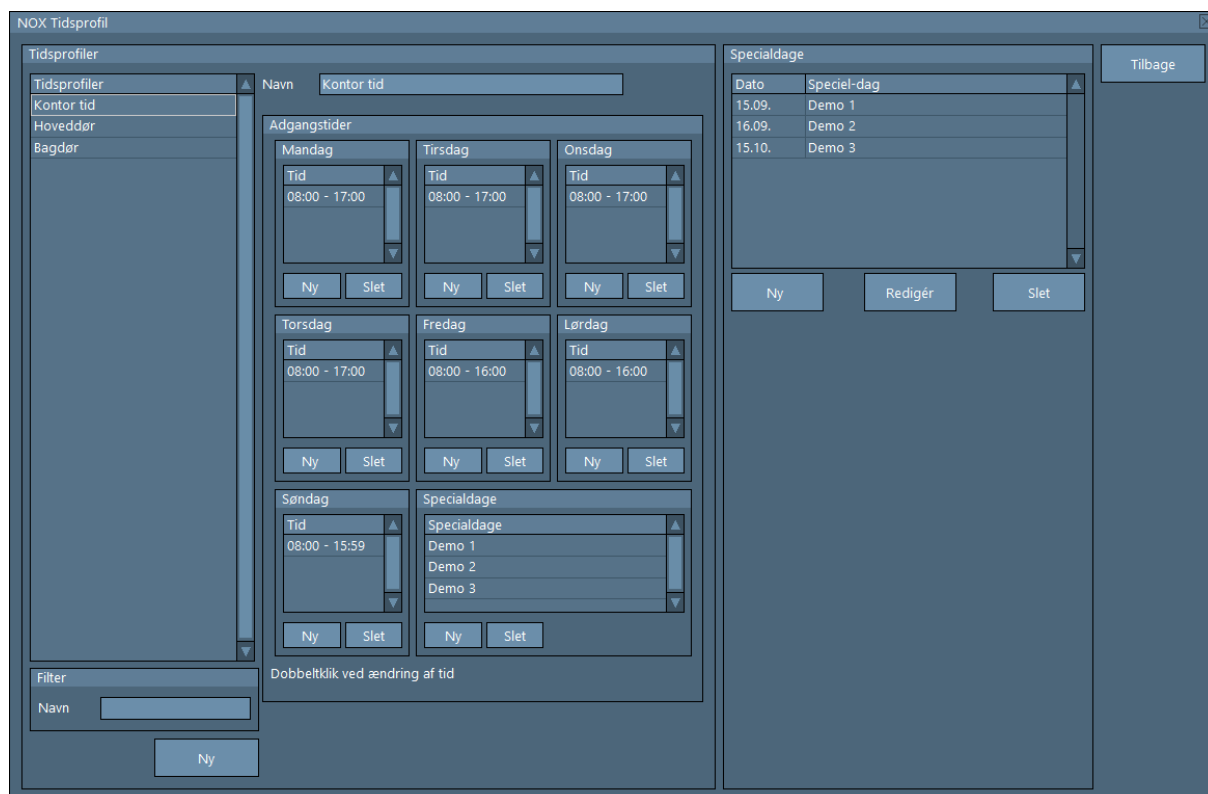 NOX Tidsprofil
Tidsprofiler
Tidsprofiler
Kontor tid
Hoveddør
Bagdør
Filter
Navn
Ny
Navn Kontor tid
Adgangstider
Mandag
Tid
08:00 - 17:00
Ny Slet
Tirsdag
Tid
08:00 - 17:00
Ny Slet
Onsdag
Tid
08:00 - 17:00
Ny Slet
Torsdag
Tid
08:00 - 17:00
Ny Slet
Fredag
Tid
08:00 - 16:00
Ny Slet
Lørdag
Tid
08:00 - 16:00
Ny Slet
Søndag
Tid
08:00 - 15:59
Ny Slet
Specialdage
Specialdage
Demo 1
Demo 2
Demo 3
Ny Slet
Dobbeltklik ved ændring af tid
Specialdage
Dato Speciel-dag
15.09. Demo 1
16.09. Demo 2
15.10. Demo 3
Ny Redigér Slet
Tilbage